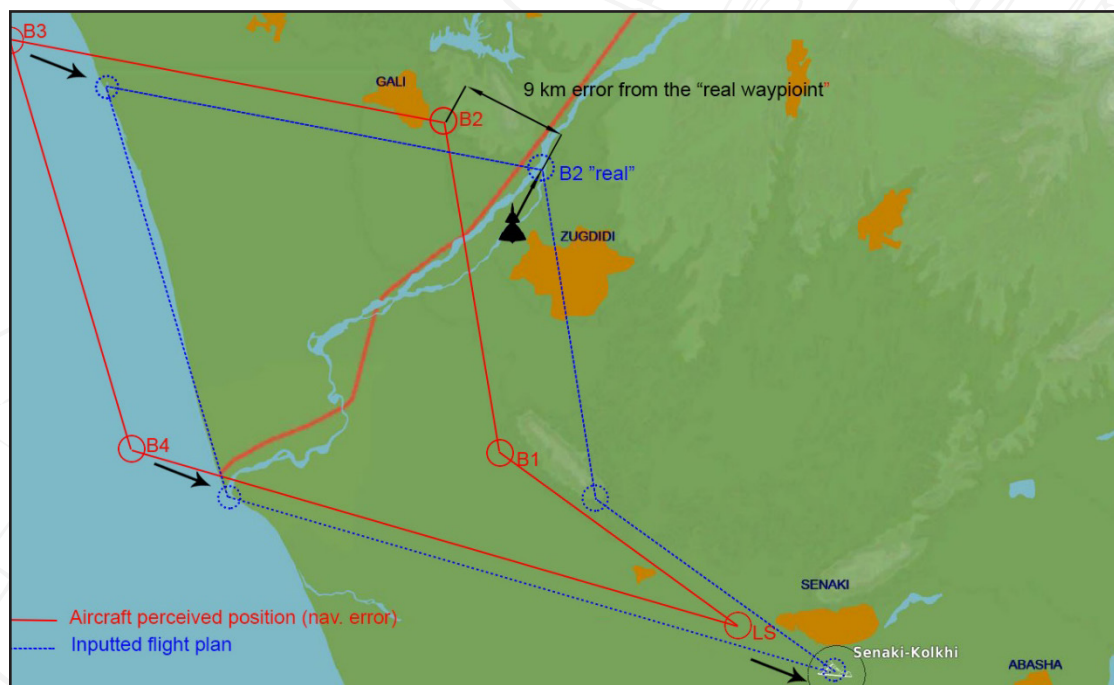 B3
GALI
9 km error from the “real waypioint”
B2
B2 ”real”
ZUGDIDI
B4
B1
SENAKI
Aircraft perceived position (nav. error)
LS
Inputted flight plan
Senaki-Kolkhi
ABASHA